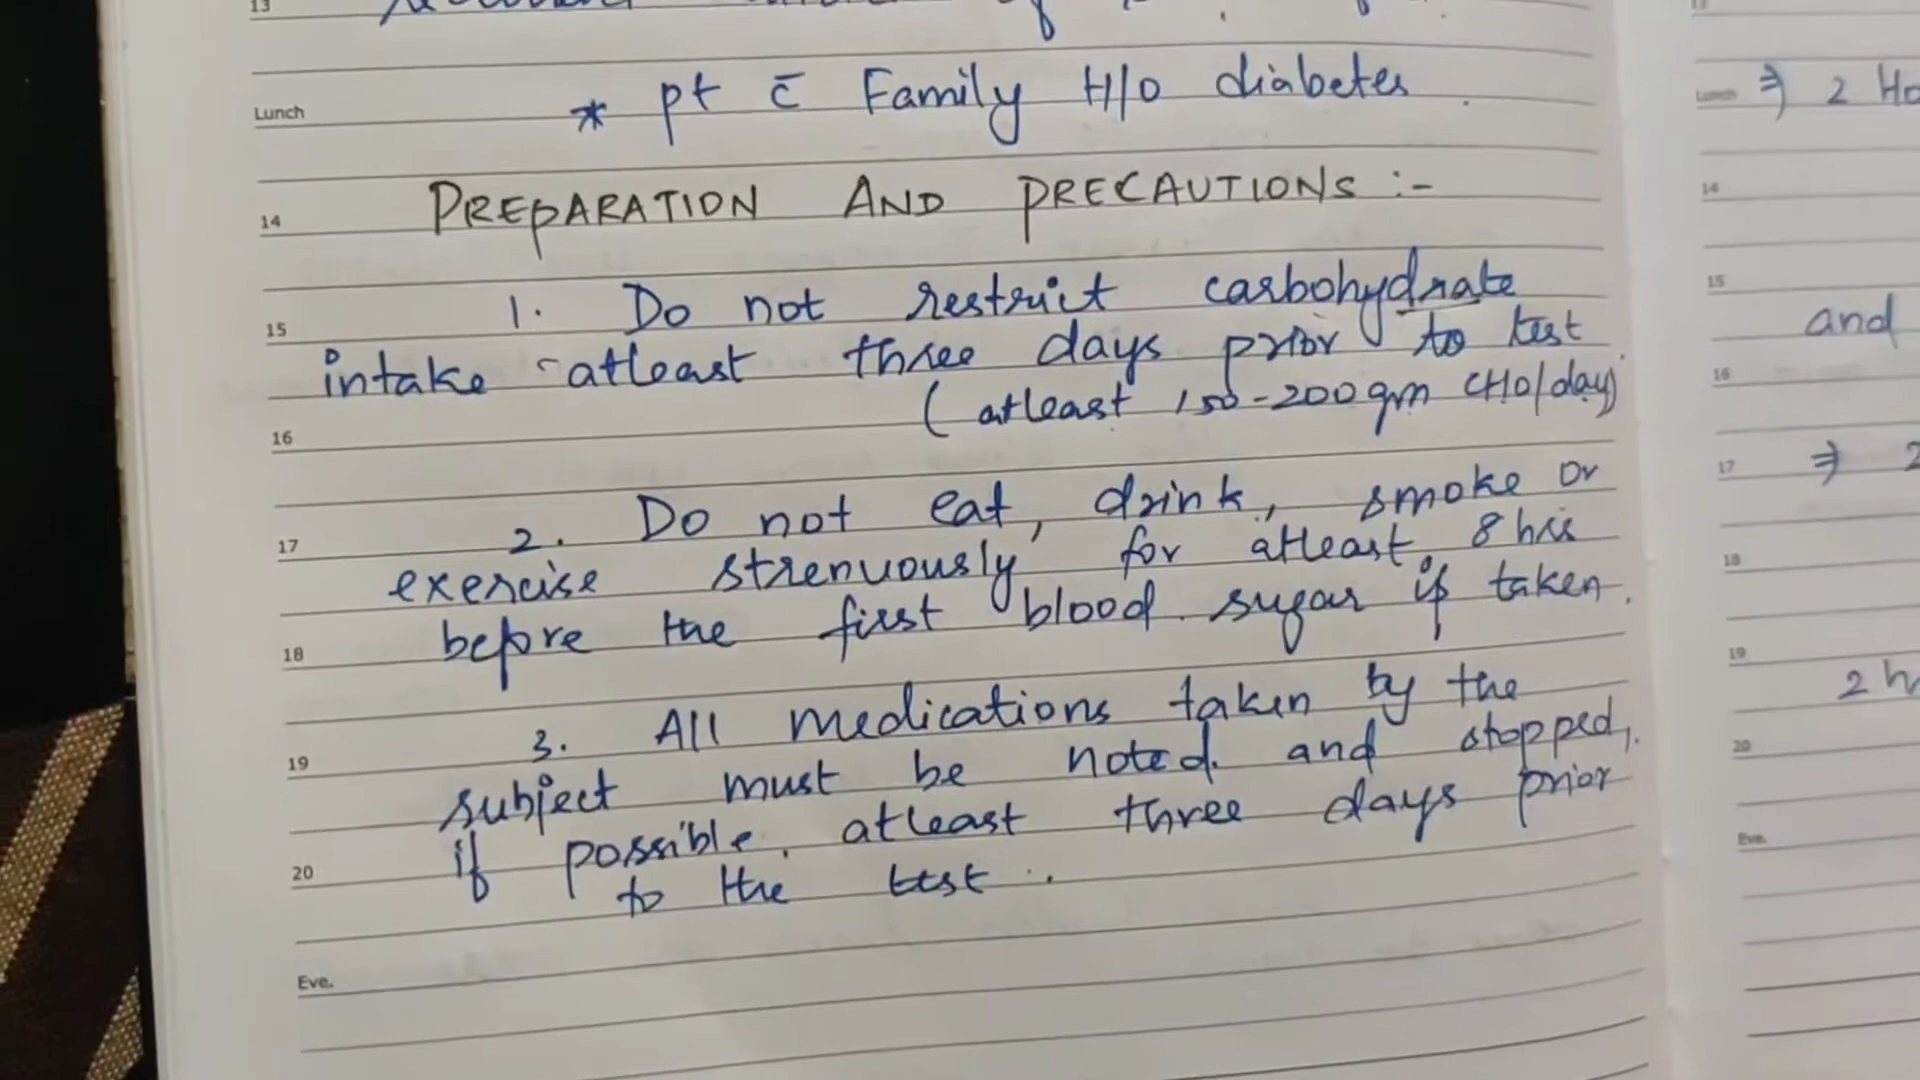 13
Lunch
* pt c̄ Family H/o diabetes.
14
PREPARATION AND PRECAUTIONS :-
15
1. Do not restrict carbohydrate
intake atleast three days prior to test
16
(atleast 150-200gm CHO/day)
17
2. Do not eat, drink, smoke or
exercise strenuously for atleast 8 hrs
18
before the first blood sugar is taken.
19
3. All medications taken by the
subject must be noted and stopped,
20
if possible, atleast three days prior
to the test.
Eve.
Lunch
⇒ 2 Ho
14
15
and
16
17
⇒ 2
18
19
2 h
20
Eve.